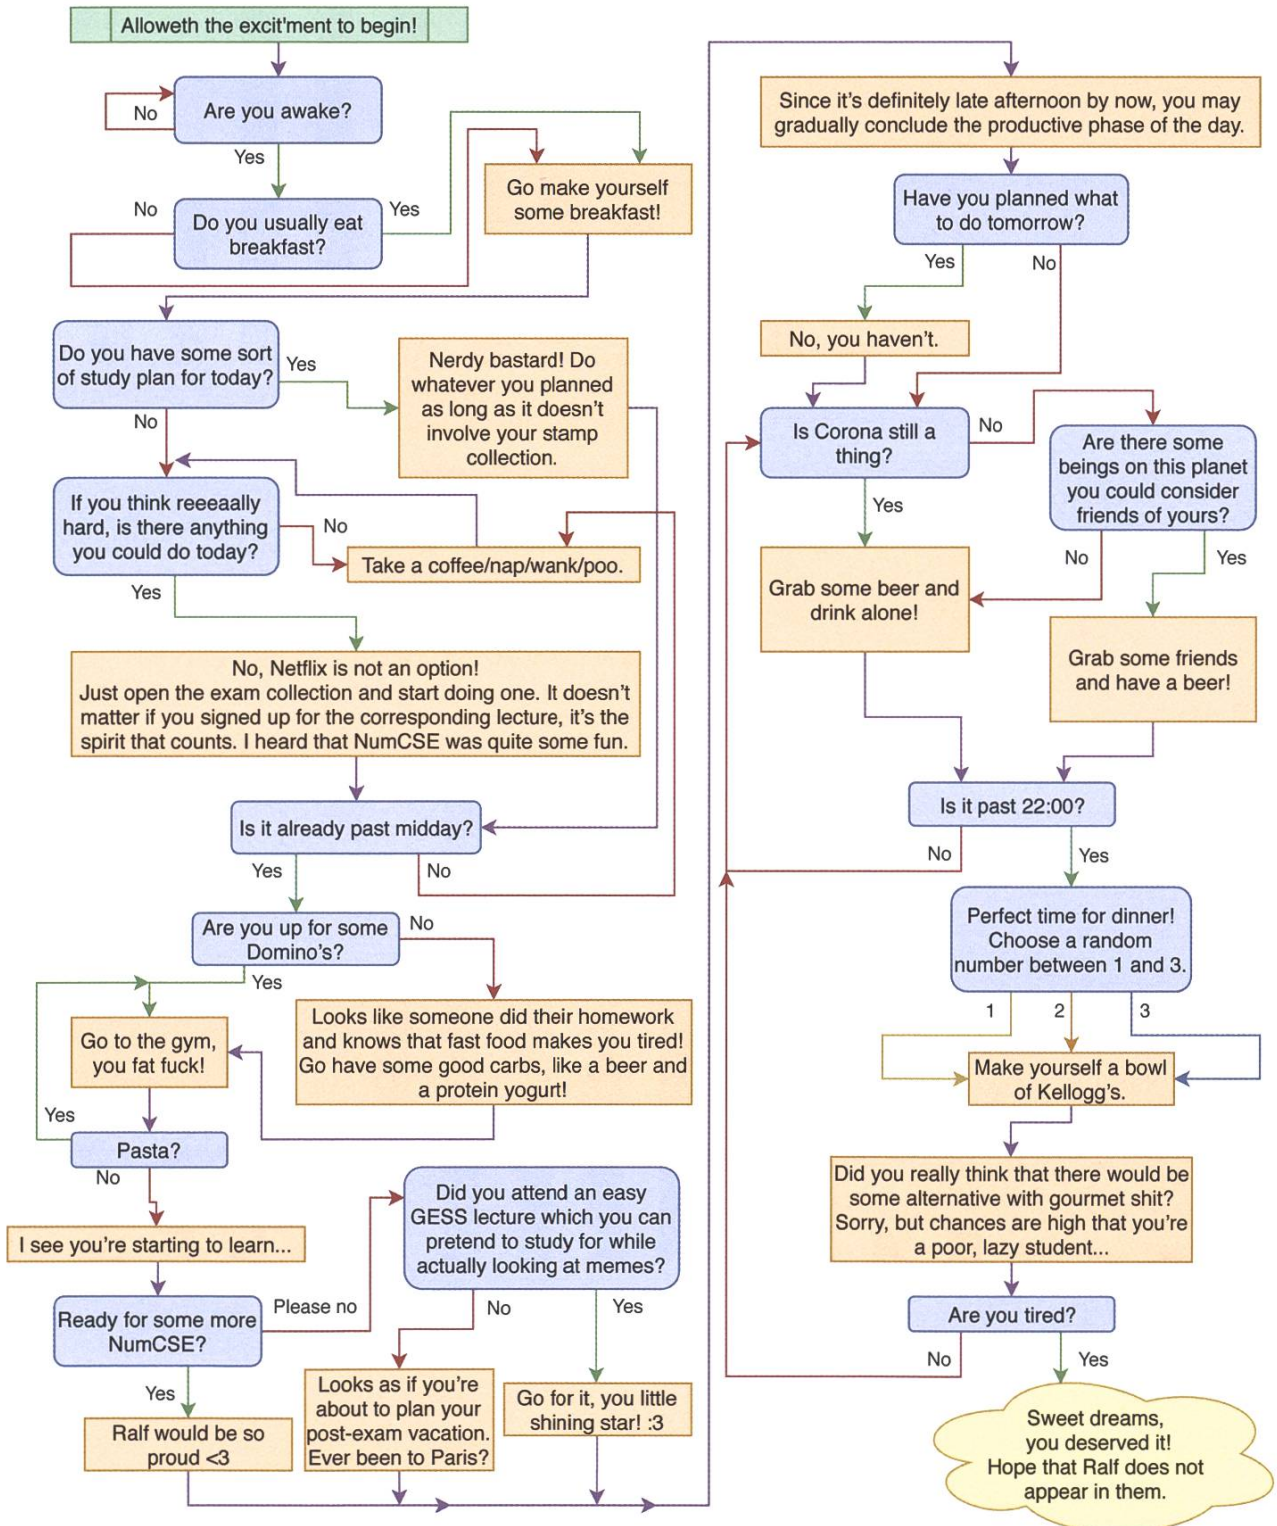 Alloweth the excit'ment to begin!
Are you awake?
No
Yes
Do you usually eat
breakfast?
No
Yes
Go make yourself
some breakfast!
Do you have some sort
of study plan for today?
Yes
No
Nerdy bastard! Do
whatever you planned
as long as it doesn't
involve your stamp
collection.
If you think reeeaally
hard, is there anything
you could do today?
No
Yes
Take a coffee/nap/wank/poo.
No, Netflix is not an option!
Just open the exam collection and start doing one. It doesn't
matter if you signed up for the corresponding lecture, it's the
spirit that counts. I heard that NumCSE was quite some fun.
Is it already past midday?
Yes
No
Are you up for some
Domino's?
No
Yes
Looks like someone did their homework
and knows that fast food makes you tired!
Go have some good carbs, like a beer and
a protein yogurt!
Go to the gym,
you fat fuck!
Yes
Pasta?
No
I see you're starting to learn...
Ready for some more
NumCSE?
Please no
Yes
Did you attend an easy
GESS lecture which you can
pretend to study for while
actually looking at memes?
No
Yes
Ralf would be so
proud <3
Looks as if you're
about to plan your
post-exam vacation.
Ever been to Paris?
Go for it, you little
shining star! :3
Since it's definitely late afternoon by now, you may
gradually conclude the productive phase of the day.
Have you planned what
to do tomorrow?
Yes
No
No, you haven't.
Is Corona still a
thing?
No
Yes
Are there some
beings on this planet
you could consider
friends of yours?
No
Yes
Grab some beer and
drink alone!
Grab some friends
and have a beer!
Is it past 22:00?
No
Yes
Perfect time for dinner!
Choose a random
number between 1 and 3.
1
2
3
Make yourself a bowl
of Kellogg's.
Did you really think that there would be
some alternative with gourmet shit?
Sorry, but chances are high that you're
a poor, lazy student...
Are you tired?
No
Yes
Sweet dreams,
you deserved it!
Hope that Ralf does not
appear in them.